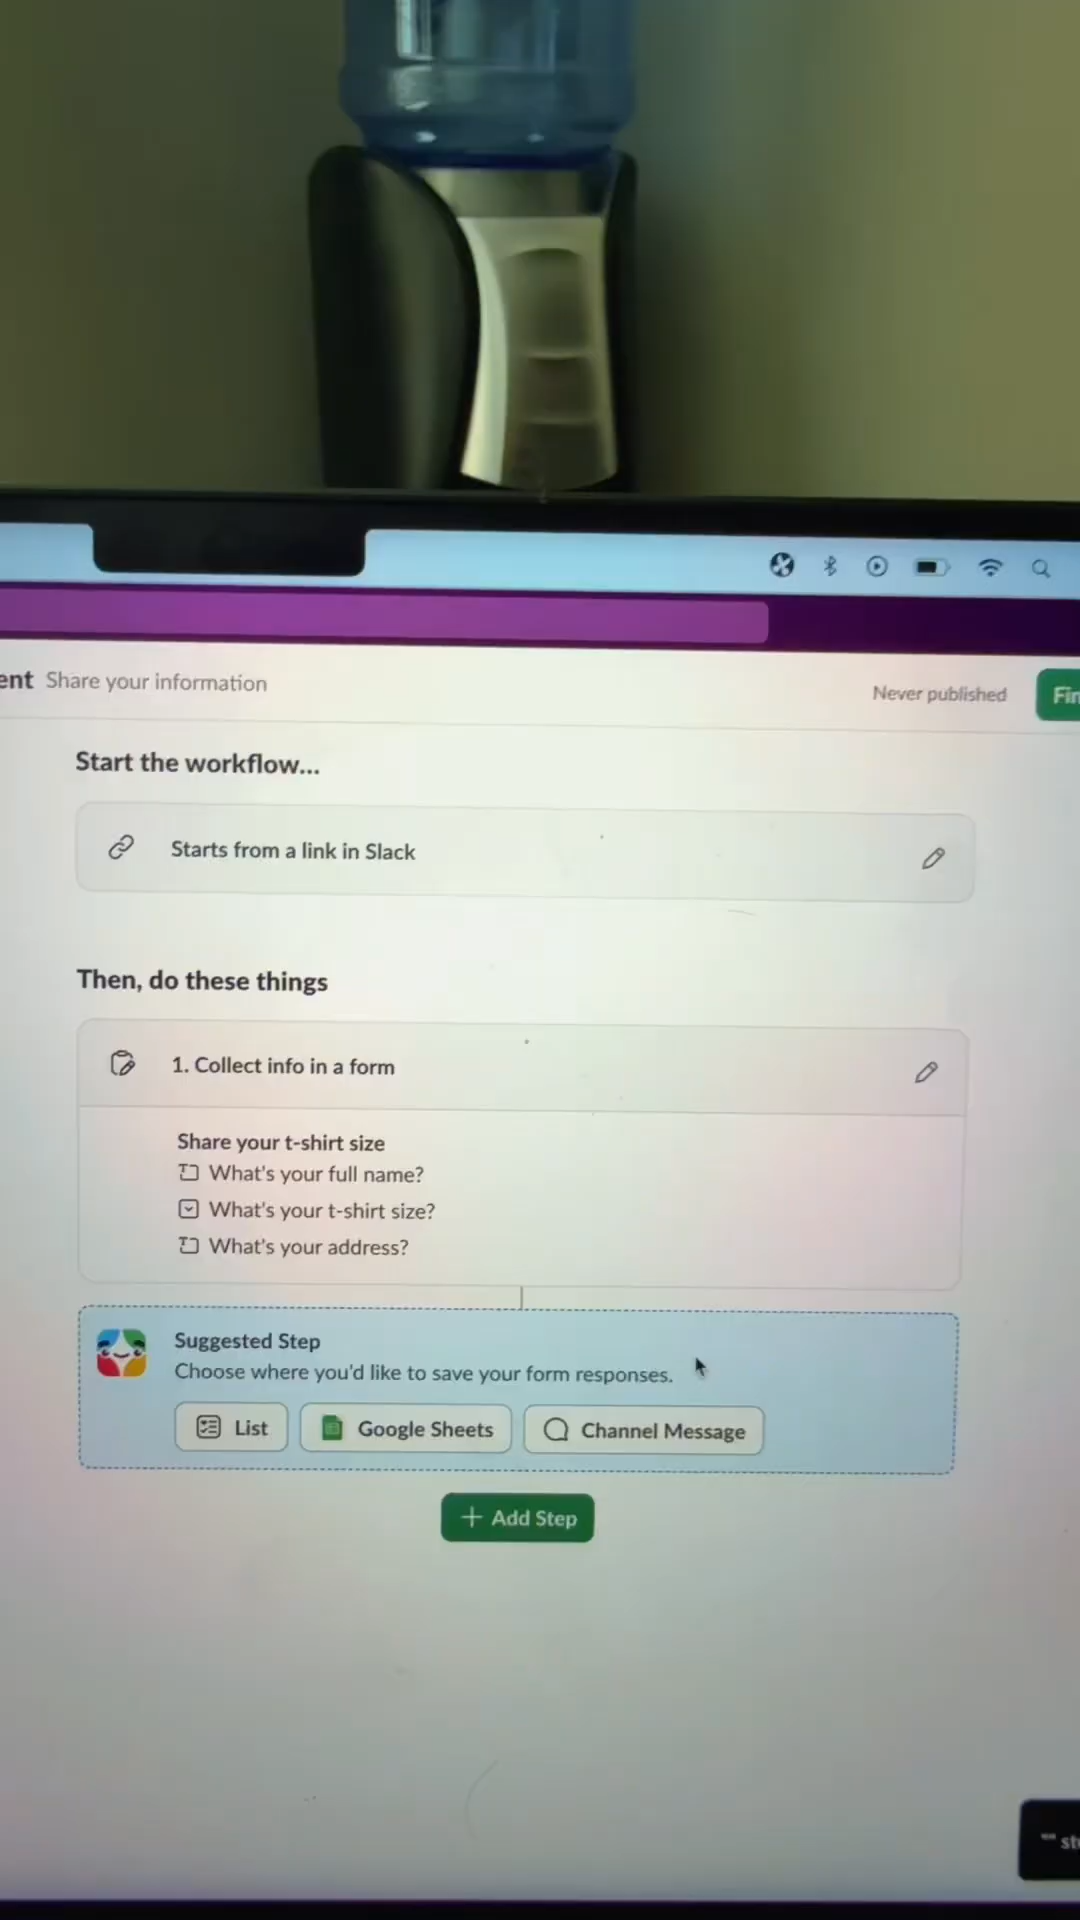 Share your information
Never published
Start the workflow...
Starts from a link in Slack
Then, do these things
1. Collect info in a form
Share your t-shirt size
What's your full name?
What's your t-shirt size?
What's your address?
Suggested Step
Choose where you'd like to save your form responses.
List
Google Sheets
Channel Message
+ Add Step